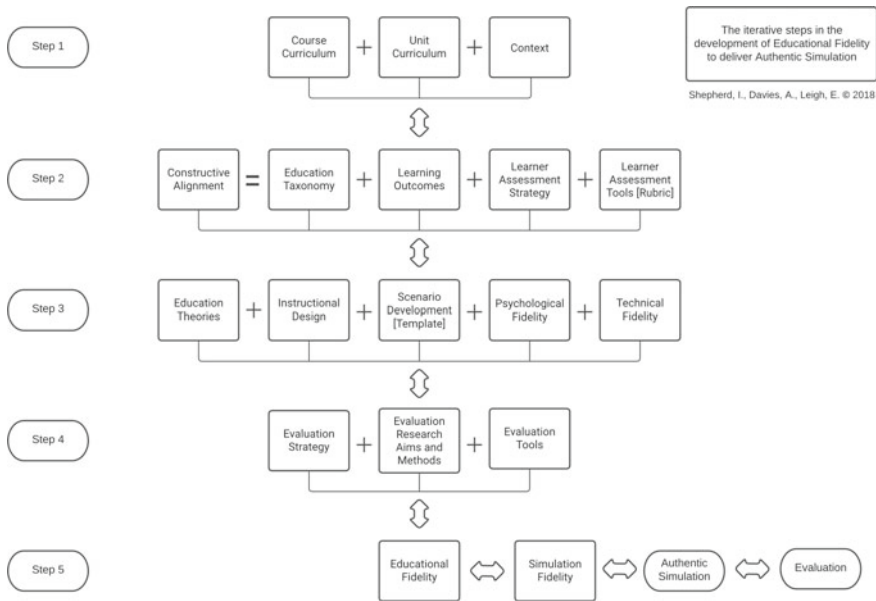 Step 1
Course
Curriculum
+
Unit
Curriculum
+
Context
The iterative steps in the
development of Educational Fidelity
to deliver Authentic Simulation
Shepherd, I., Davies, A., Leigh, E. © 2018
Step 2
Constructive
Alignment
=
Education
Taxonomy
+
Learning
Outcomes
+
Learner
Assessment
Strategy
+
Learner
Assessment
Tools [Rubric]
Step 3
Education
Theories
+
Instructional
Design
+
Scenario
Development
[Template]
+
Psychological
Fidelity
+
Technical
Fidelity
Step 4
Evaluation
Strategy
+
Evaluation
Research
Aims and
Methods
+
Evaluation
Tools
Step 5
Educational
Fidelity
Simulation
Fidelity
Authentic
Simulation
Evaluation